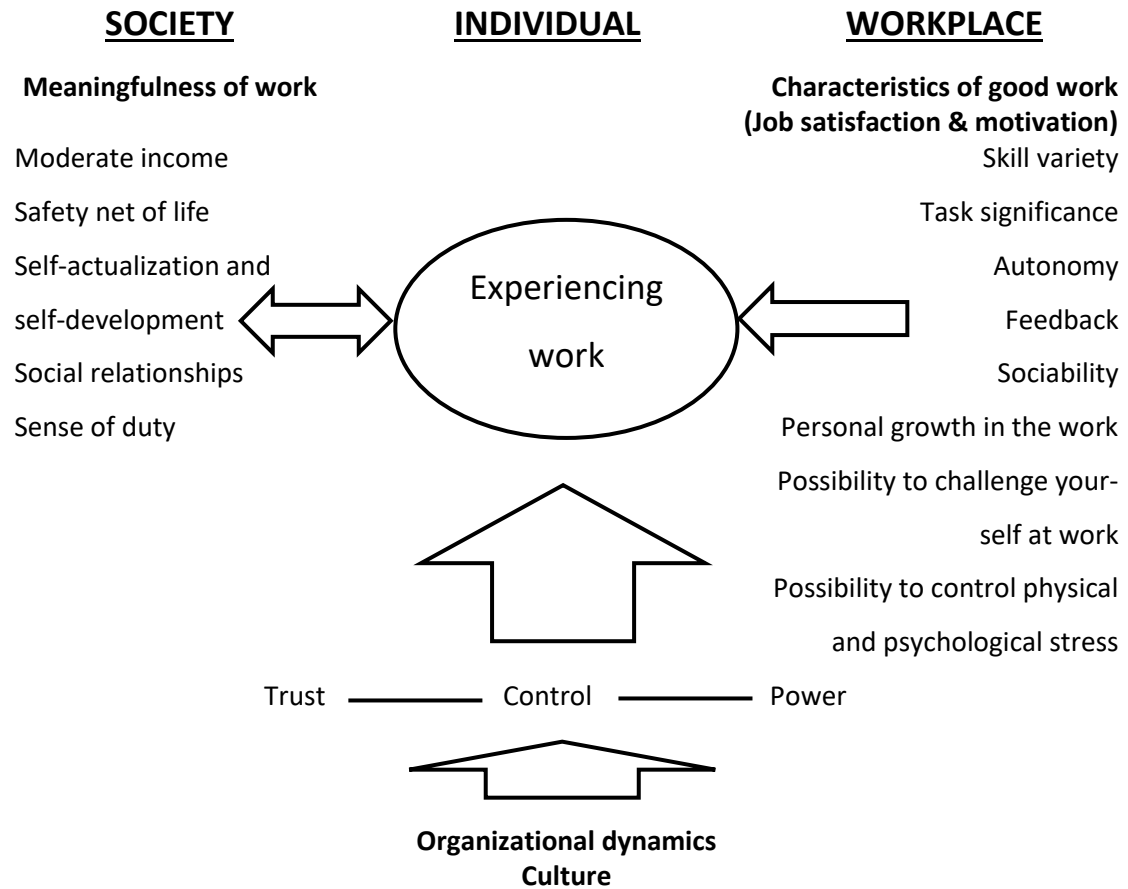 SOCIETY
INDIVIDUAL
WORKPLACE
Meaningfulness of work
Moderate income
Safety net of life
Self-actualization and
self-development
Social relationships
Sense of duty
Experiencing
work
Characteristics of good work
(Job satisfaction & motivation)
Skill variety
Task significance
Autonomy
Feedback
Sociability
Personal growth in the work
Possibility to challenge your-
self at work
Possibility to control physical
and psychological stress
Trust
Control
Power
Organizational dynamics
Culture